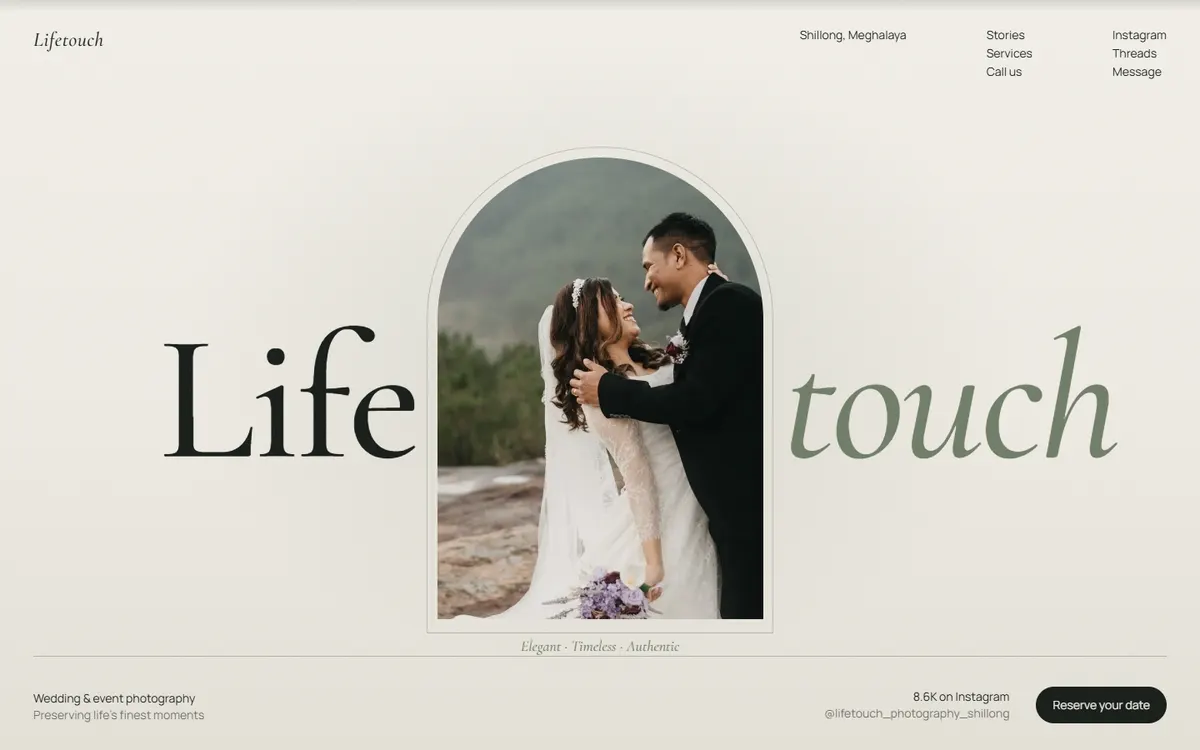 Lifetouch
Shillong, Meghalaya
Stories
Services
Call us
Instagram
Threads
Message
Life touch
Elegant · Timeless · Authentic
Wedding & event photography
Preserving life's finest moments
8.6K on Instagram
@lifetouch_photography_shillong
Reserve your date